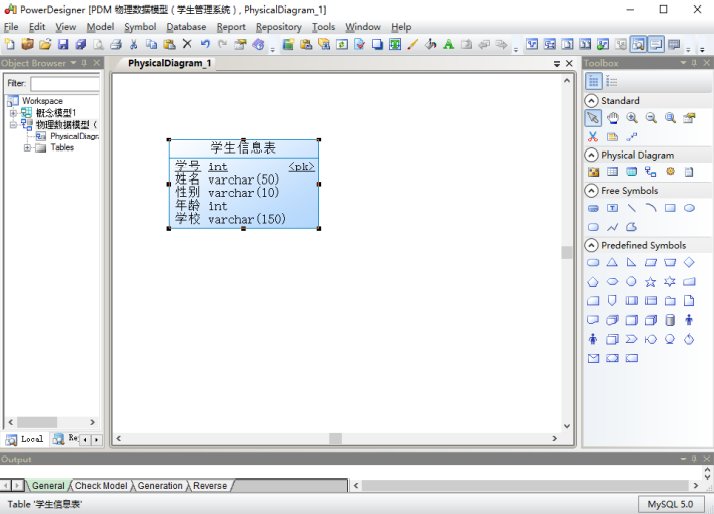 PowerDesigner [PDM 物理数据模型（学生管理系统）, PhysicalDiagram_1]
File Edit View Model Symbol Database Report Repository Tools Window Help
Object Browser
PhysicalDiagram_1
Toolbox
Filter:
Workspace
概念模型1
物理数据模型（
PhysicalDiagr
Tables
学生信息表
学号 int <pk>
姓名 varchar(50)
性别 varchar(10)
年龄 int
学校 varchar(150)
Standard
Physical Diagram
Free Symbols
Predefined Symbols
Local
Output
General Check Model Generation Reverse
Table '学生信息表'
MySQL 5.0